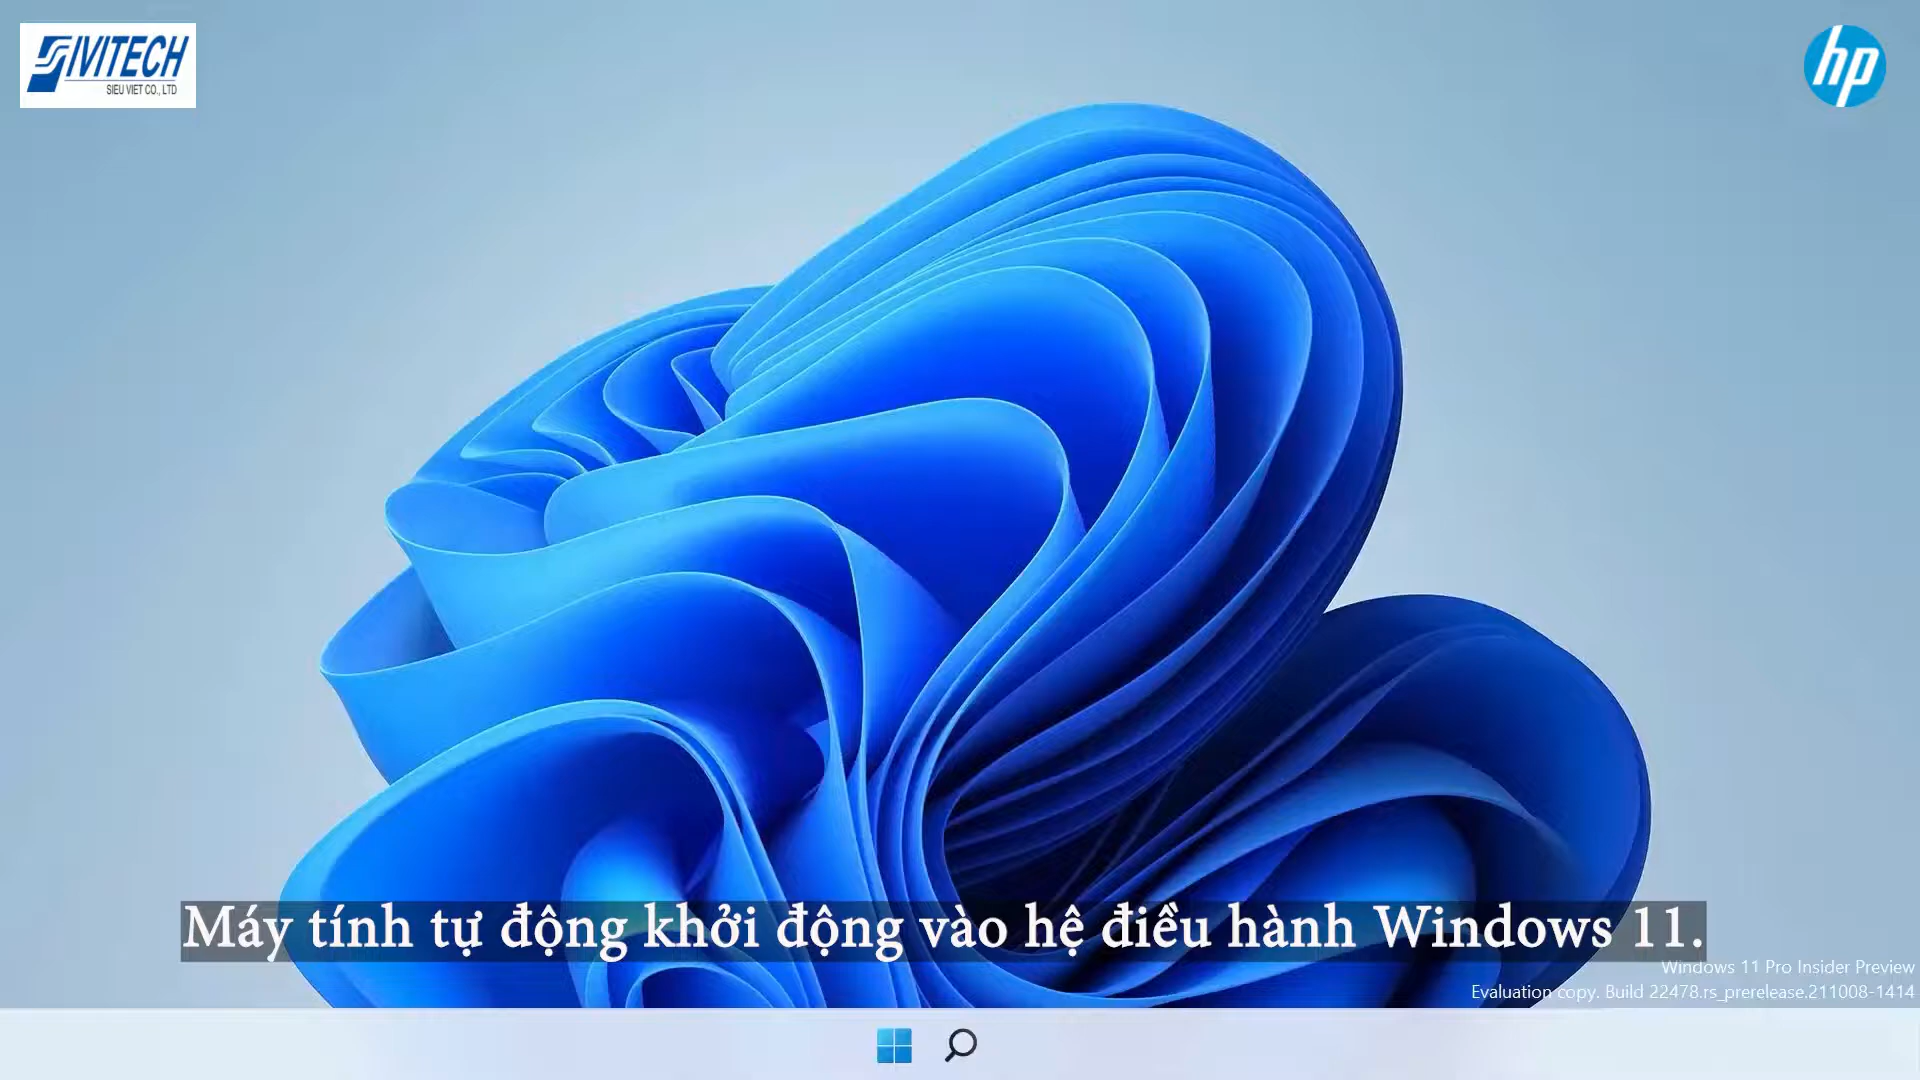 SIVITECH
SIEU VIET CO., LTD
hp
Máy tính tự động khởi động vào hệ điều hành Windows 11.
Windows 11 Pro Insider Preview
Evaluation copy. Build 22478.rs_prerelease.211008-1414